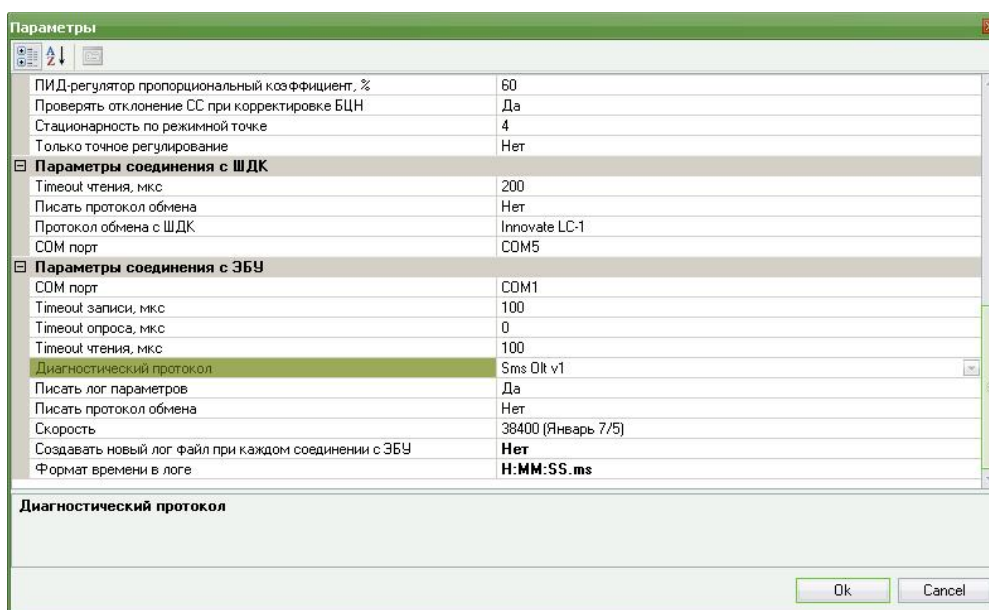 Параметры
ПИД-регулятор пропорциональный коэффициент, % 60
Проверять отклонение СС при корректировке БЦН Да
Стационарность по режимной точке 4
Только точное регулирование Нет
Параметры соединения с ШДК
Timeout чтения, мкс 200
Писать протокол обмена Нет
Протокол обмена с ШДК Innovate LC-1
COM порт COM5
Параметры соединения с ЭБУ
COM порт COM1
Timeout записи, мкс 100
Timeout опроса, мкс 0
Timeout чтения, мкс 100
Диагностический протокол Sms Olt v1
Писать лог параметров Да
Писать протокол обмена Нет
Скорость 38400 (Январь 7/5)
Создавать новый лог файл при каждом соединении с ЭБУ Нет
Формат времени в логе H:MM:SS.ms
Диагностический протокол
Ok Cancel